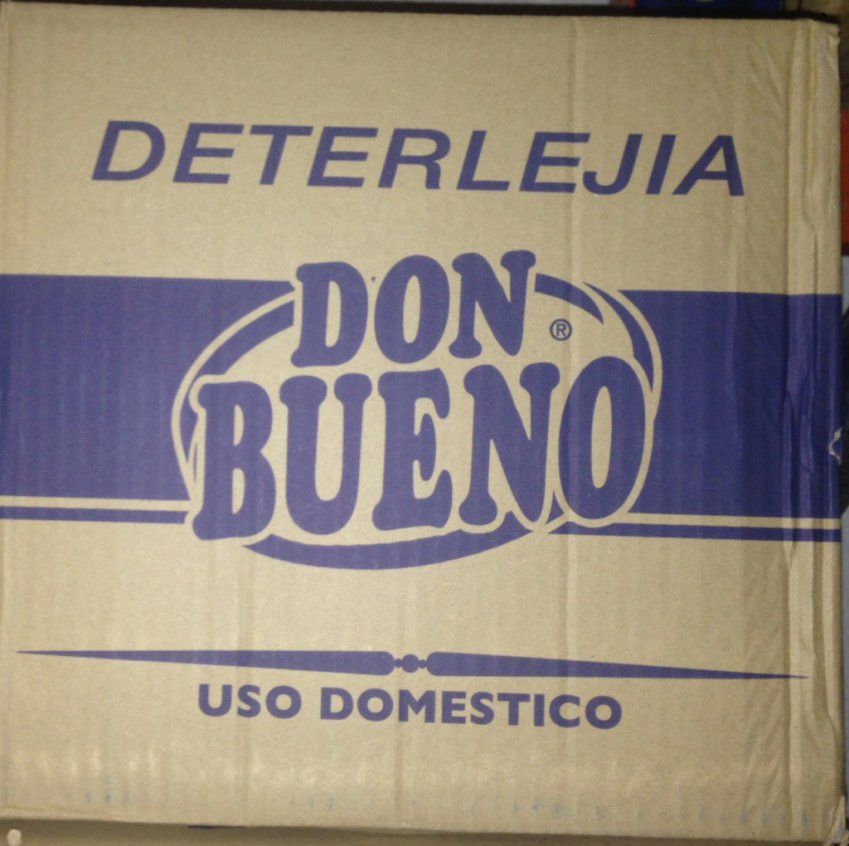 DETERLEJIA
DON
BUENO
®
USO DOMESTICO